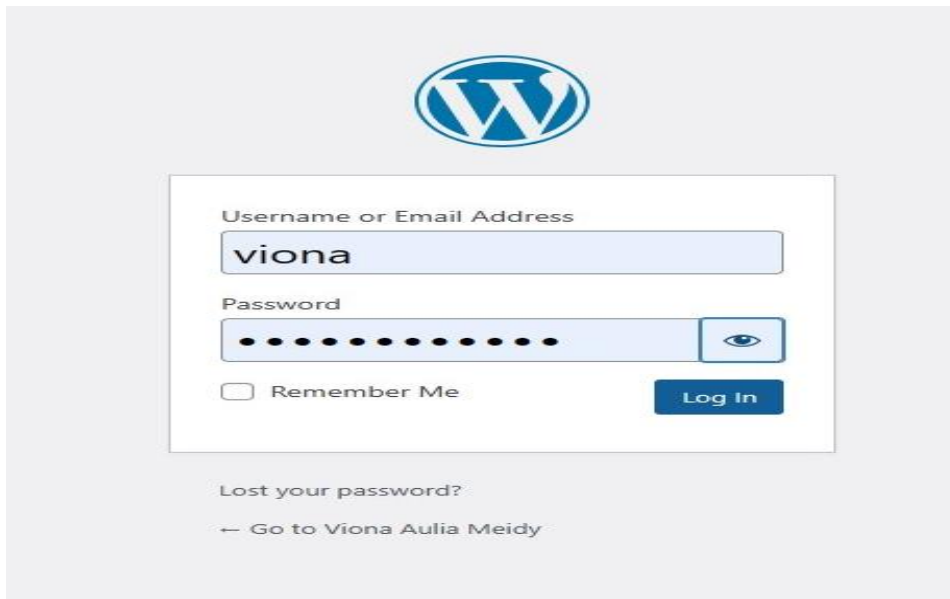 Username or Email Address
viona
Password
●●●●●●●●●●●●
Remember Me
Log In
Lost your password?
← Go to Viona Aulia Meidy